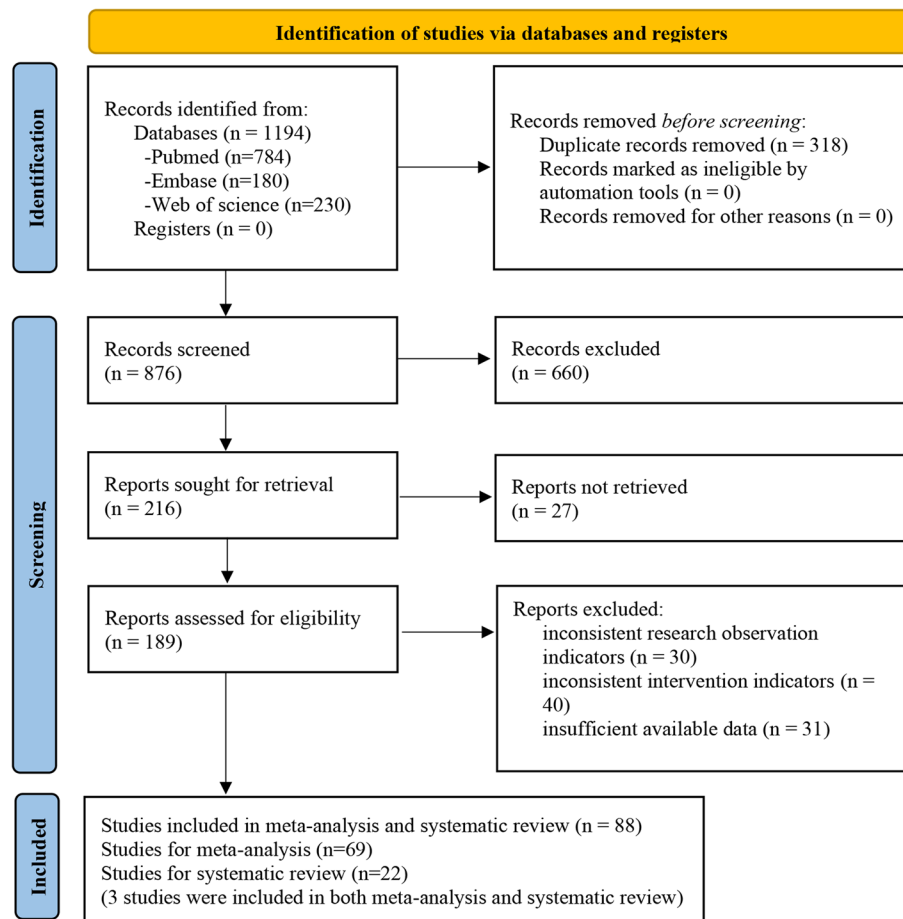 Identification of studies via databases and registers
Identification
Records identified from:
Databases (n = 1194)
-Pubmed (n=784)
-Embase (n=180)
-Web of science (n=230)
Registers (n = 0)
Records removed before screening:
Duplicate records removed (n = 318)
Records marked as ineligible by
automation tools (n = 0)
Records removed for other reasons (n = 0)
Screening
Records screened
(n = 876)
Records excluded
(n = 660)
Reports sought for retrieval
(n = 216)
Reports not retrieved
(n = 27)
Reports assessed for eligibility
(n = 189)
Reports excluded:
inconsistent research observation
indicators (n = 30)
inconsistent intervention indicators (n =
40)
insufficient available data (n = 31)
Included
Studies included in meta-analysis and systematic review (n = 88)
Studies for meta-analysis (n=69)
Studies for systematic review (n=22)
(3 studies were included in both meta-analysis and systematic review)